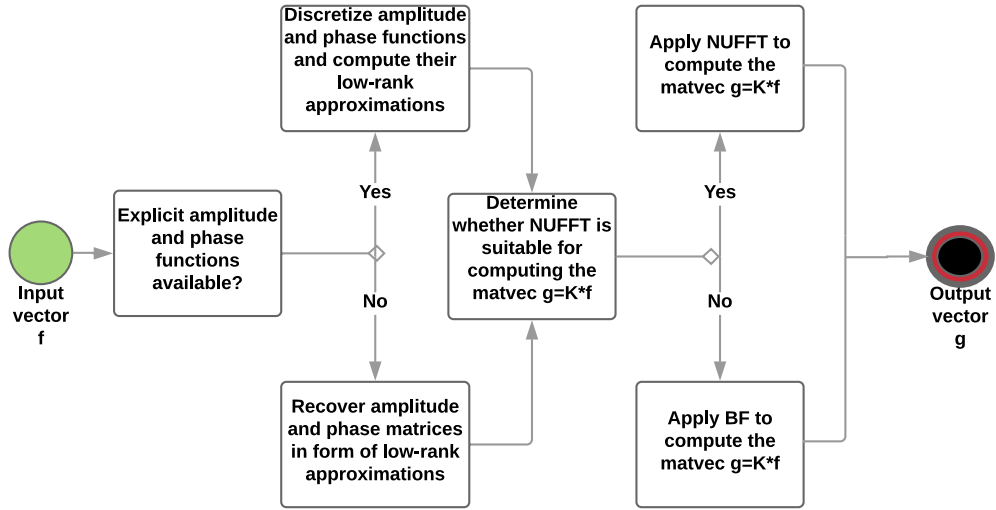 Input
vector
f
Explicit amplitude
and phase
functions
available?
Yes
No
Discretize amplitude
and phase functions
and compute their
low-rank
approximations
Recover amplitude
and phase matrices
in form of low-rank
approximations
Determine
whether NUFFT is
suitable for
computing the
matvec g=K*f
Yes
No
Apply NUFFT to
compute the
matvec g=K*f
Apply BF to
compute the
matvec g=K*f
Output
vector
g